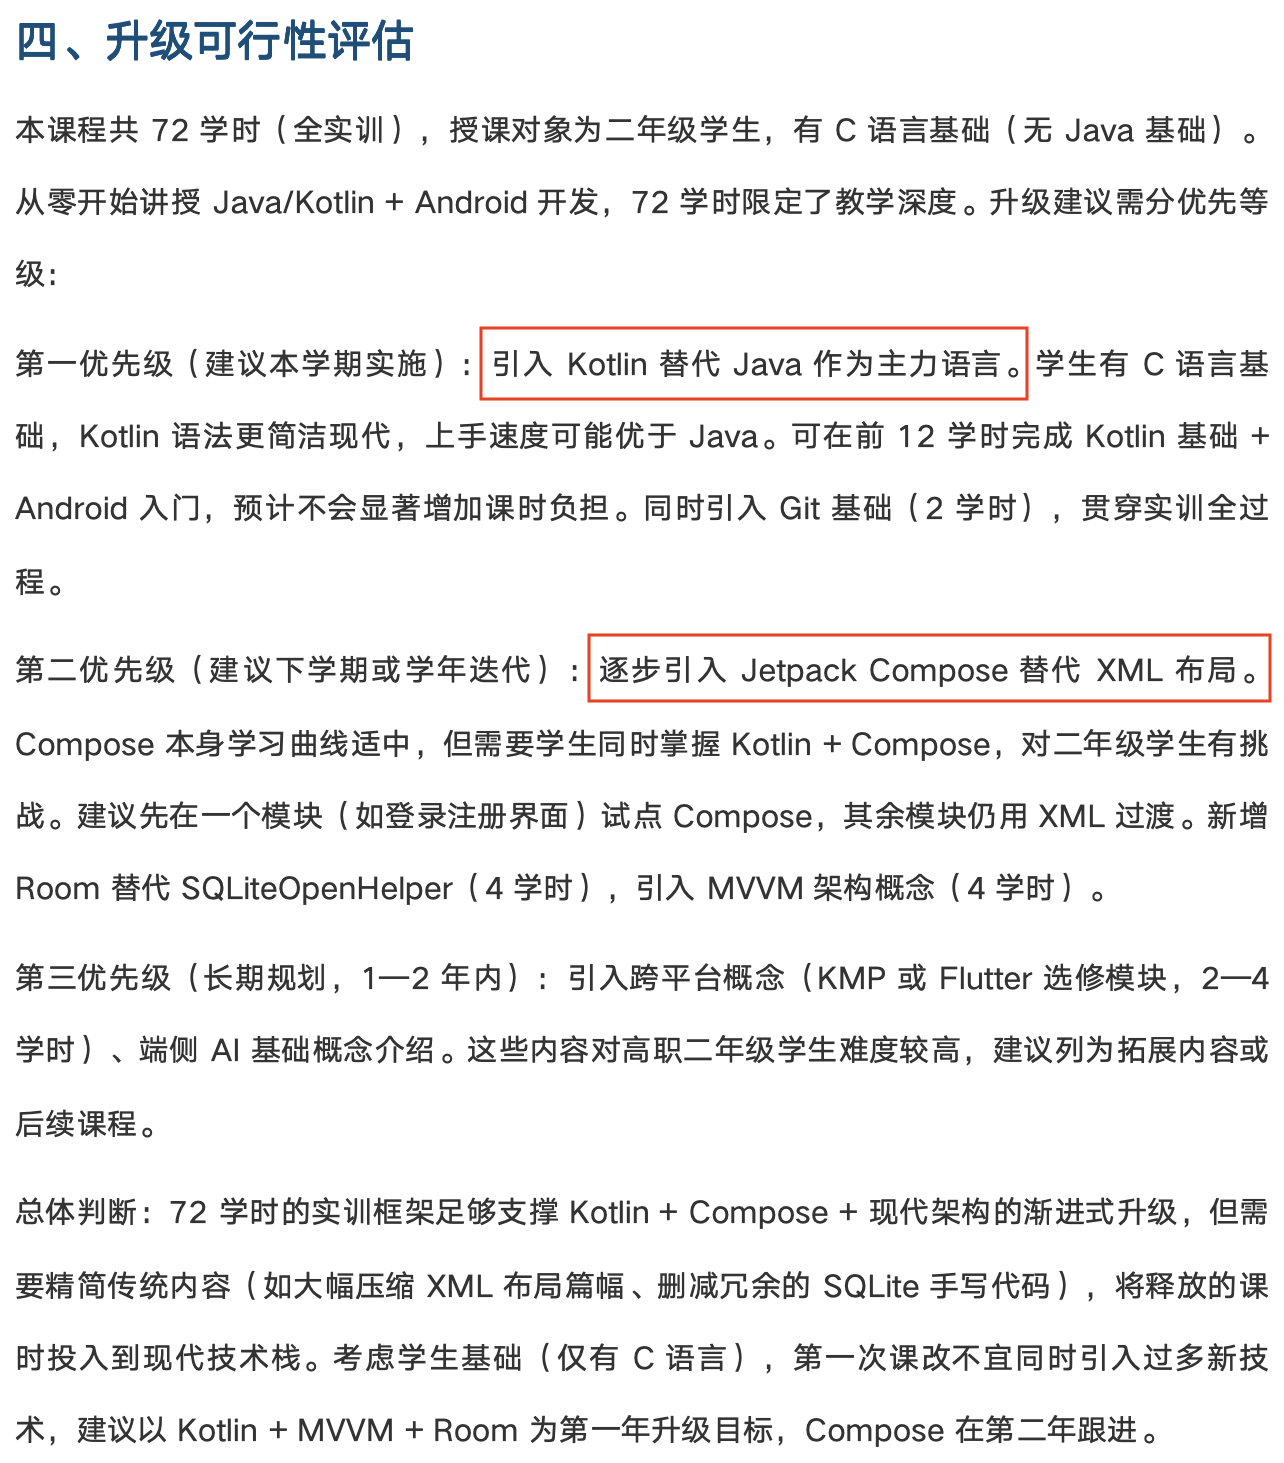 四、升级可行性评估
本课程共 72 学时（全实训），授课对象为二年级学生，有 C 语言基础（无 Java 基础）。
从零开始讲授 Java/Kotlin + Android 开发，72 学时限定了教学深度。升级建议需分优先等
级：
第一优先级（建议本学期实施）：引入 Kotlin 替代 Java 作为主力语言。学生有 C 语言基
础，Kotlin 语法更简洁现代，上手速度可能优于 Java。可在前 12 学时完成 Kotlin 基础 +
Android 入门，预计不会显著增加课时负担。同时引入 Git 基础（2 学时），贯穿实训全过
程。
第二优先级（建议下学期或学年迭代）：逐步引入 Jetpack Compose 替代 XML 布局。
Compose 本身学习曲线适中，但需要学生同时掌握 Kotlin + Compose，对二年级学生有挑
战。建议先在一个模块（如登录注册界面）试点 Compose，其余模块仍用 XML 过渡。新增
Room 替代 SQLiteOpenHelper（4 学时），引入 MVVM 架构概念（4 学时）。
第三优先级（长期规划，1—2 年内）：引入跨平台概念（KMP 或 Flutter 选修模块，2—4
学时）、端侧 AI 基础概念介绍。这些内容对高职二年级学生难度较高，建议列为拓展内容或
后续课程。
总体判断：72 学时的实训框架足够支撑 Kotlin + Compose + 现代架构的渐进式升级，但需
要精简传统内容（如大幅压缩 XML 布局篇幅、删减冗余的 SQLite 手写代码），将释放的课
时投入到现代技术栈。考虑学生基础（仅有 C 语言），第一次课改不宜同时引入过多新技
术，建议以 Kotlin + MVVM + Room 为第一年升级目标，Compose 在第二年跟进。